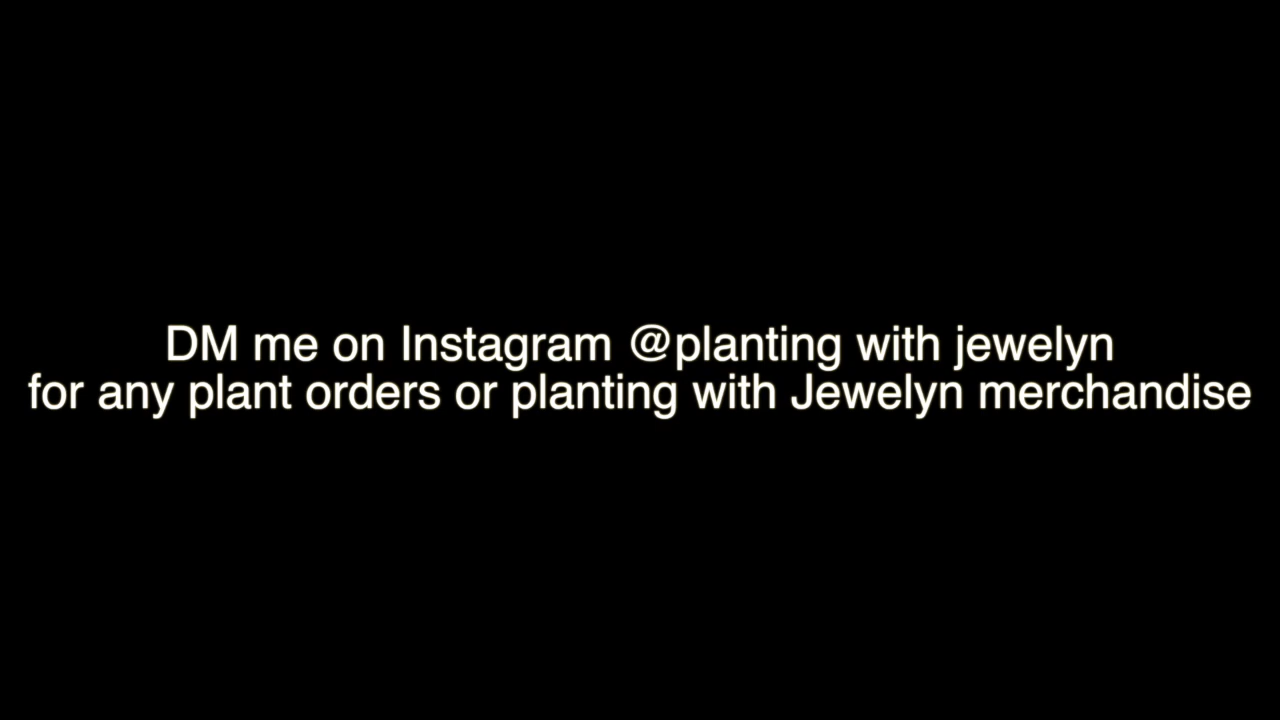 DM me on Instagram @planting with jewelyn
for any plant orders or planting with Jewelyn merchandise